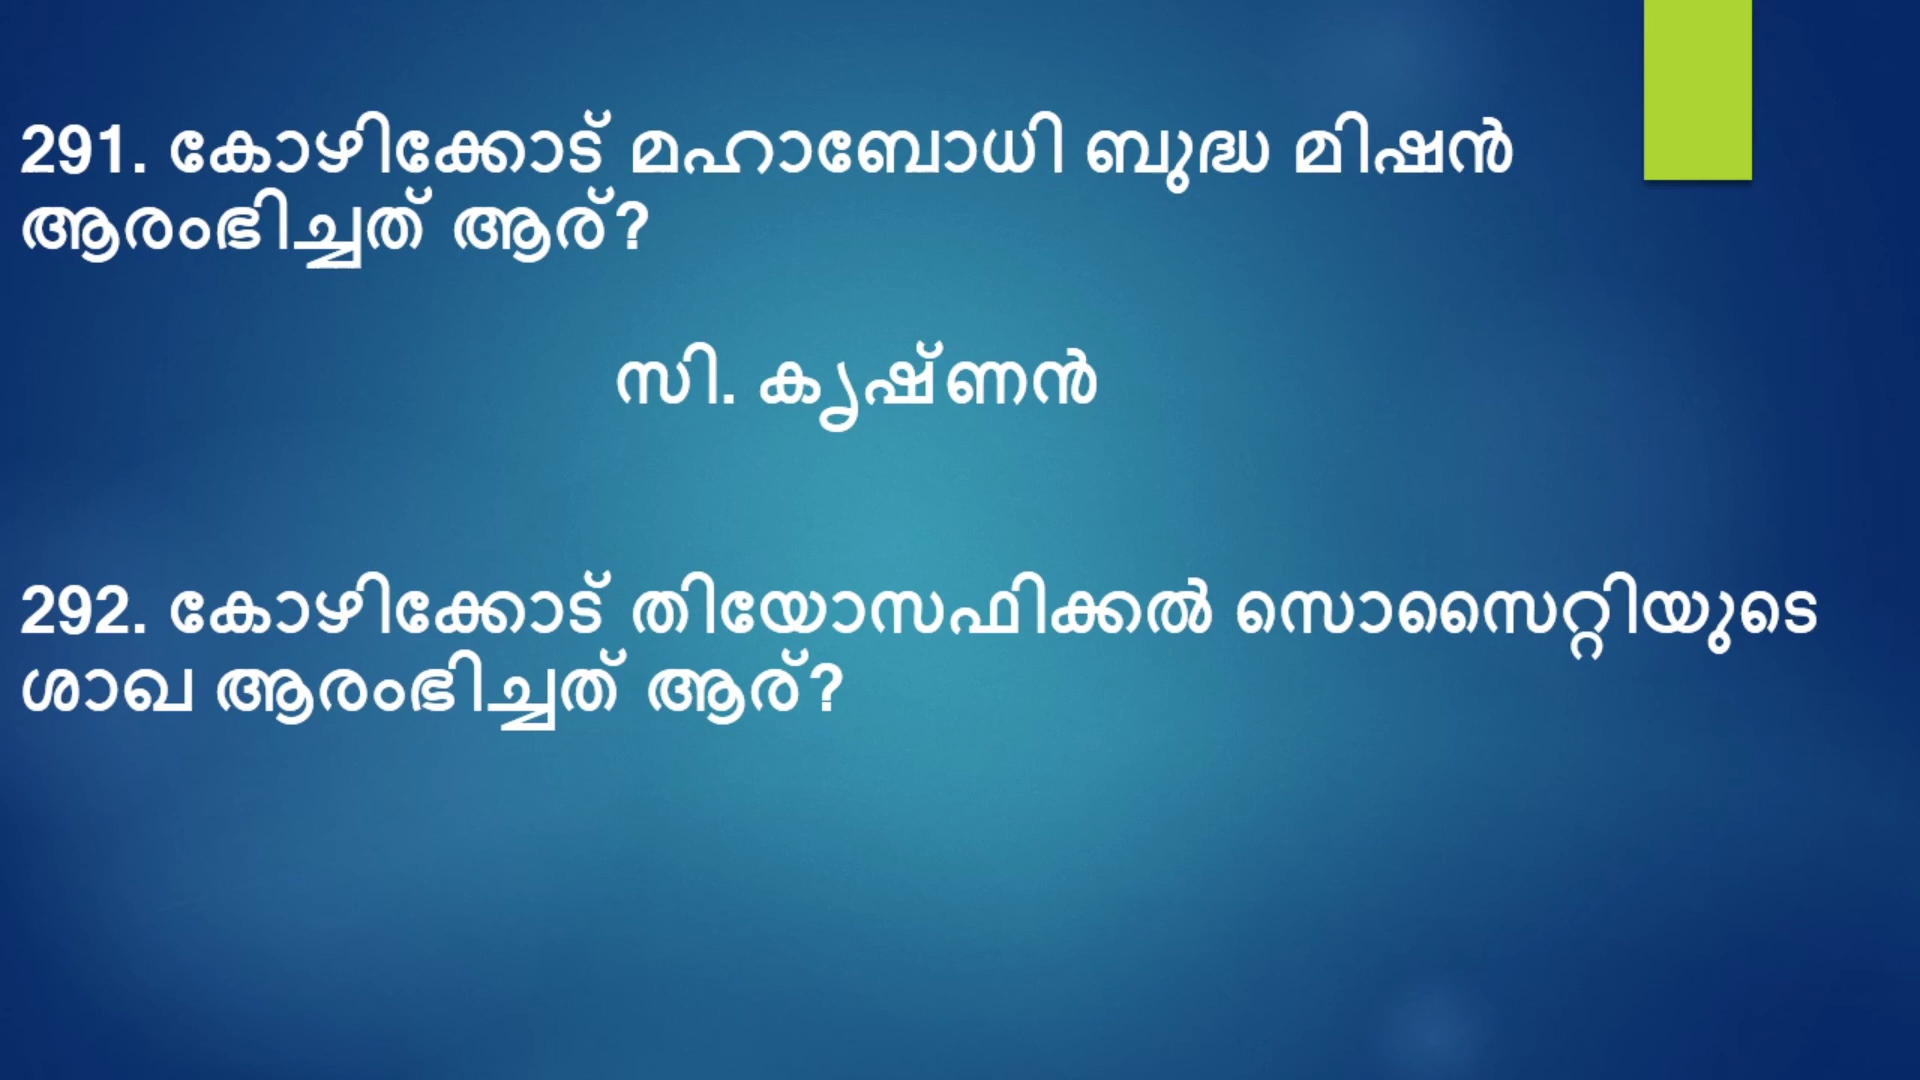 291. കോഴിക്കോട് മഹാബോധി ബുദ്ധ മിഷൻ
ആരംഭിച്ചത് ആര്?
സി. കൃഷ്ണൻ
292. കോഴിക്കോട് തിയോസഫിക്കൽ സൊസൈറ്റിയുടെ
ശാഖ ആരംഭിച്ചത് ആര്?